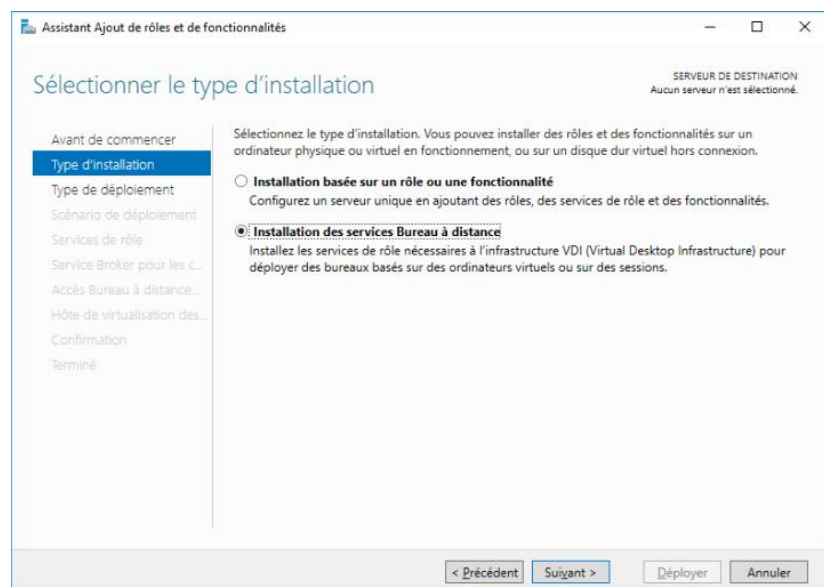 Assistant Ajout de rôles et de fonctionnalités
Sélectionner le type d'installation
SERVEUR DE DESTINATION
Aucun serveur n'est sélectionné.
Avant de commencer
Type d'installation
Type de déploiement
Scénario de déploiement
Services de rôle
Service Broker pour les c...
Accès Bureau à distance...
Hôte de virtualisation des...
Confirmation
Terminé
Sélectionnez le type d'installation. Vous pouvez installer des rôles et des fonctionnalités sur un
ordinateur physique ou virtuel en fonctionnement, ou sur un disque dur virtuel hors connexion.
Installation basée sur un rôle ou une fonctionnalité
Configurez un serveur unique en ajoutant des rôles, des services de rôle et des fonctionnalités.
Installation des services Bureau à distance
Installez les services de rôle nécessaires à l'infrastructure VDI (Virtual Desktop Infrastructure) pour
déployer des bureaux basés sur des ordinateurs virtuels ou sur des sessions.
< Précédent
Suivant >
Déployer
Annuler